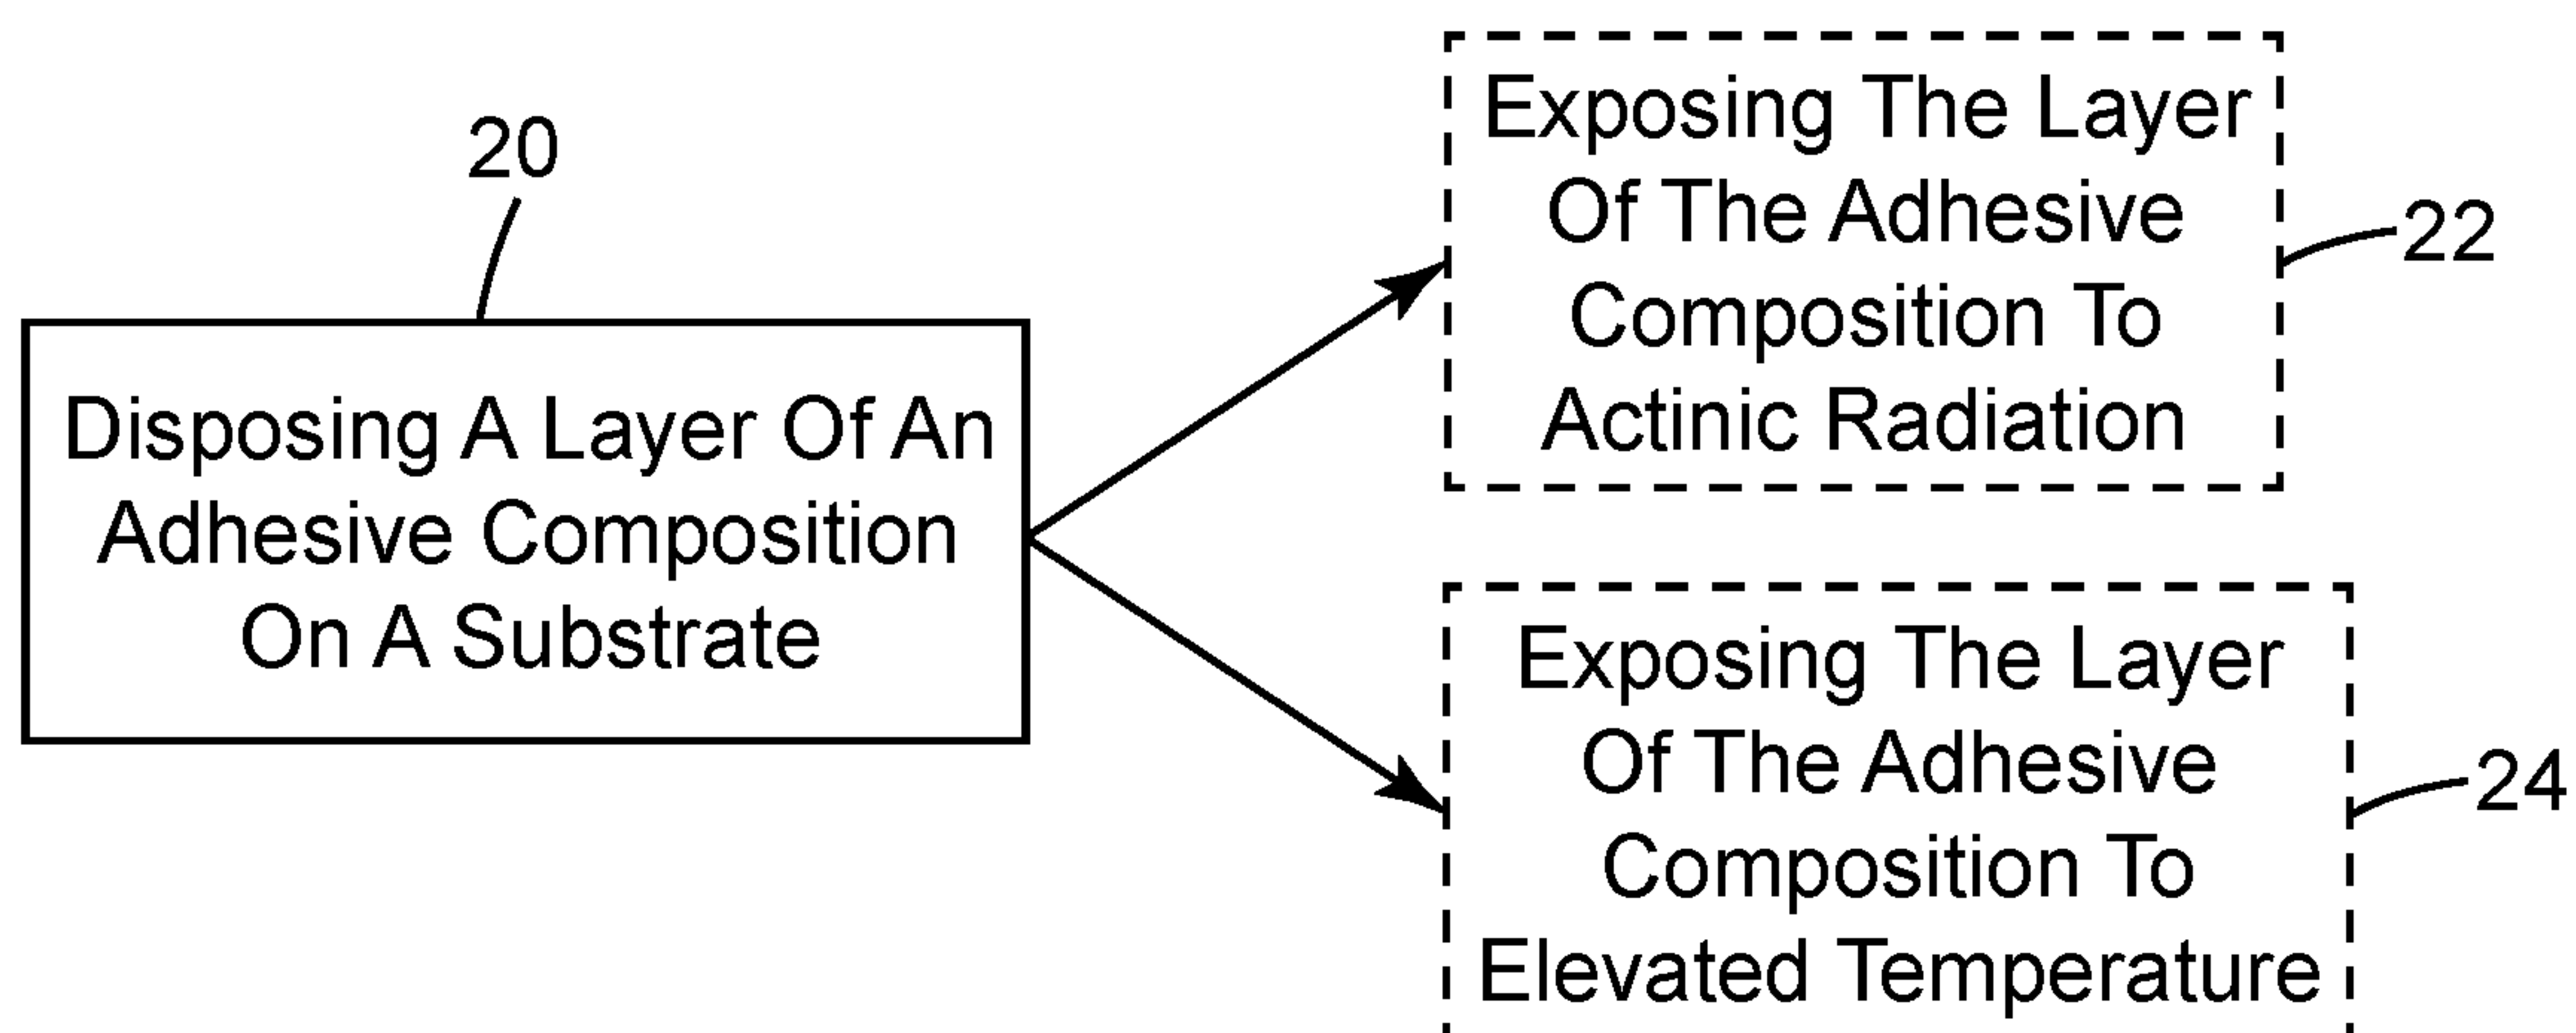 20
Disposing A Layer Of An
Adhesive Composition
On A Substrate
Exposing The Layer
Of The Adhesive
Composition To
Actinic Radiation
22
Exposing The Layer
Of The Adhesive
Composition To
Elevated Temperature
24